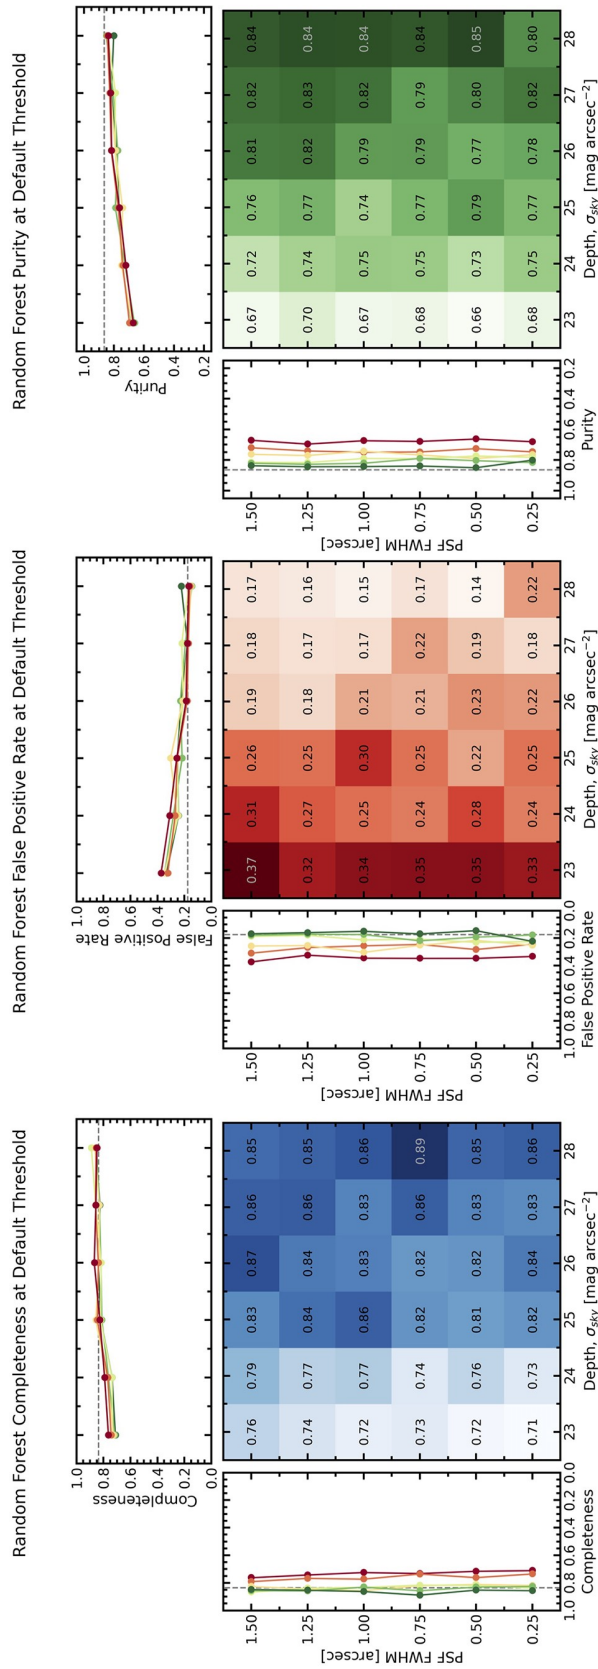 Random Forest Completeness at Default Threshold
1.0
0.8
0.6
0.4
0.2
0.0
Completeness
PSF FWHM [arcsec]
1.50
1.25
1.00
0.75
0.50
0.25
0.76 0.79 0.83 0.87 0.86 0.85
0.74 0.77 0.84 0.84 0.86 0.85
0.72 0.77 0.86 0.83 0.83 0.86
0.73 0.74 0.82 0.82 0.86 0.89
0.72 0.76 0.81 0.82 0.83 0.85
0.71 0.73 0.82 0.84 0.83 0.86
1.0 0.8 0.6 0.4 0.2 0.0
Completeness
23 24 25 26 27 28
Depth, σsky [mag arcsec−2]
Random Forest False Positive Rate at Default Threshold
1.0
0.8
0.6
0.4
0.2
0.0
False Positive Rate
PSF FWHM [arcsec]
1.50
1.25
1.00
0.75
0.50
0.25
0.37 0.31 0.26 0.19 0.18 0.17
0.32 0.27 0.25 0.18 0.17 0.16
0.34 0.25 0.30 0.21 0.17 0.15
0.35 0.24 0.25 0.21 0.22 0.17
0.35 0.28 0.22 0.23 0.19 0.14
0.33 0.24 0.25 0.22 0.18 0.22
1.0 0.8 0.6 0.4 0.2 0.0
False Positive Rate
23 24 25 26 27 28
Depth, σsky [mag arcsec−2]
Random Forest Purity at Default Threshold
1.0
0.8
0.6
0.4
0.2
Purity
PSF FWHM [arcsec]
1.50
1.25
1.00
0.75
0.50
0.25
0.67 0.72 0.76 0.81 0.82 0.84
0.70 0.74 0.77 0.82 0.83 0.84
0.67 0.75 0.74 0.79 0.82 0.84
0.68 0.75 0.77 0.79 0.79 0.84
0.66 0.73 0.79 0.77 0.80 0.85
0.68 0.75 0.77 0.78 0.82 0.80
1.0 0.8 0.6 0.4 0.2
Purity
23 24 25 26 27 28
Depth, σsky [mag arcsec−2]